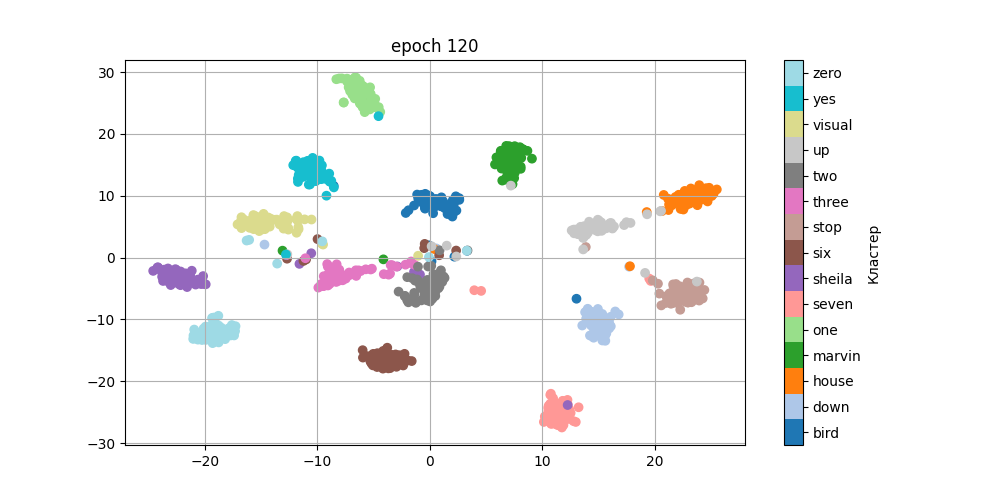 epoch 120
30
20
10
0
−10
−20
−30
−20
−10
0
10
20
zero
yes
visual
up
two
three
stop
six
sheila
seven
one
marvin
house
down
bird
Кластер